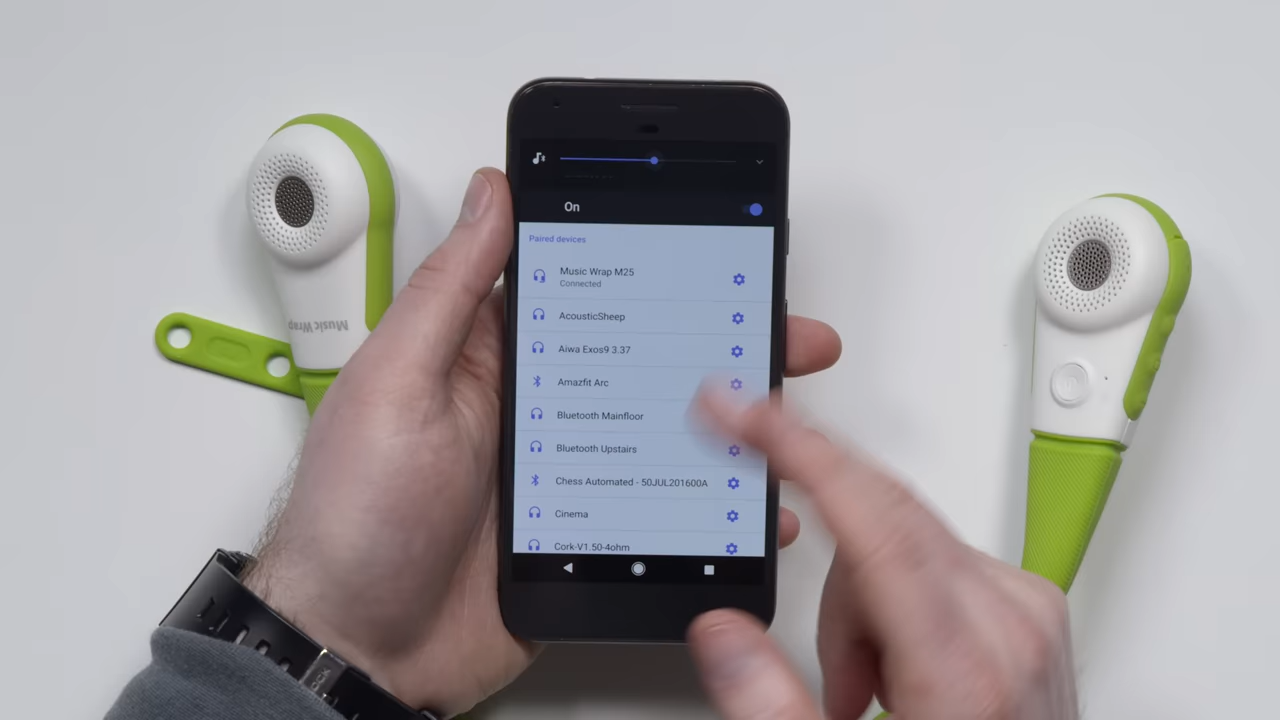 On
Paired devices
Music Wrap M25
Connected
AcousticSheep
Aiwa Exos9 3.37
Amazfit Arc
Bluetooth Mainfloor
Bluetooth Upstairs
Chess Automated - 50JUL201600A
Cinema
Cork-V1.50-4ohm
Music Wrap